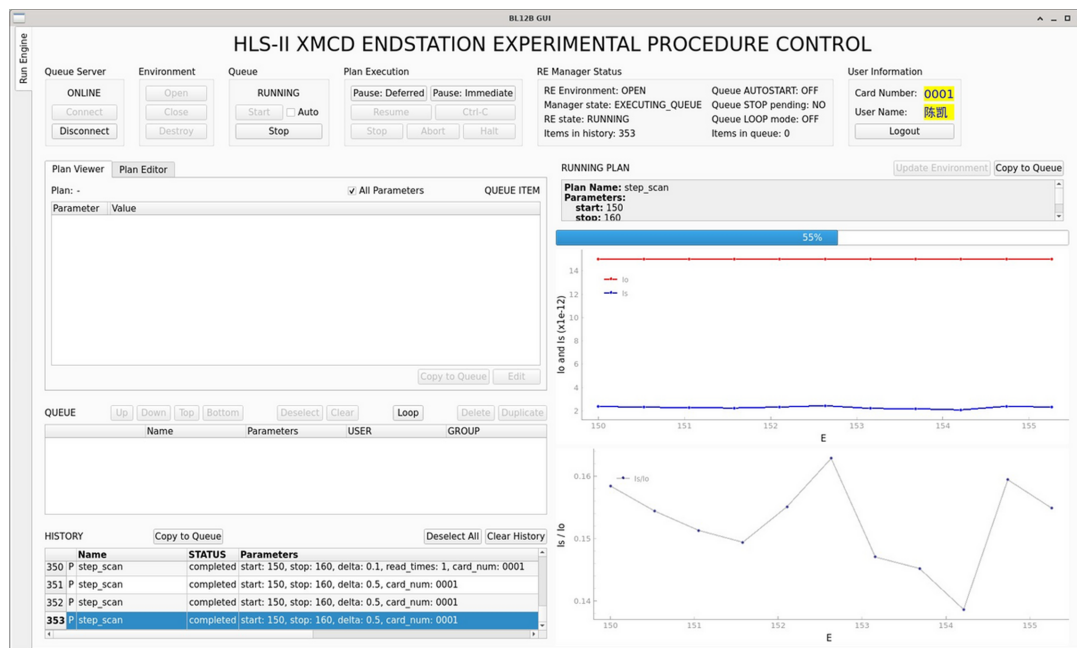 BL12B GUI
Run Engine
HLS-II XMCD ENDSTATION EXPERIMENTAL PROCEDURE CONTROL
Queue Server
ONLINE
Connect
Disconnect
Environment
Open
Close
Destroy
Queue
RUNNING
Start Auto
Stop
Plan Execution
Pause: Deferred Pause: Immediate
Resume Ctrl-C
Stop Abort Halt
RE Manager Status
RE Environment: OPEN Queue AUTOSTART: OFF
Manager state: EXECUTING_QUEUE Queue STOP pending: NO
RE state: RUNNING Queue LOOP mode: OFF
Items in history: 353 Items in queue: 0
User Information
Card Number: 0001
User Name: 陈凯
Logout
Plan Viewer Plan Editor
Plan: - All Parameters QUEUE ITEM
Parameter Value
Copy to Queue Edit
QUEUE Up Down Top Bottom Deselect Clear Loop Delete Duplicate
Name Parameters USER GROUP
HISTORY Copy to Queue Deselect All Clear History
Name STATUS Parameters
350 P step_scan completed start: 150, stop: 160, delta: 0.1, read_times: 1, card_num: 0001
351 P step_scan completed start: 150, stop: 160, delta: 0.5, card_num: 0001
352 P step_scan completed start: 150, stop: 160, delta: 0.5, card_num: 0001
353 P step_scan completed start: 150, stop: 160, delta: 0.5, card_num: 0001
RUNNING PLAN Update Environment Copy to Queue
Plan Name: step_scan
Parameters:
start: 150
stop: 160
55%
Io and Is (x1e-12)
14
12
10
8
6
4
2
Io
Is
150 151 152 153 154 155
E
Is / Io
0.16
0.15
0.14
Is/Io
150 151 152 153 154 155
E